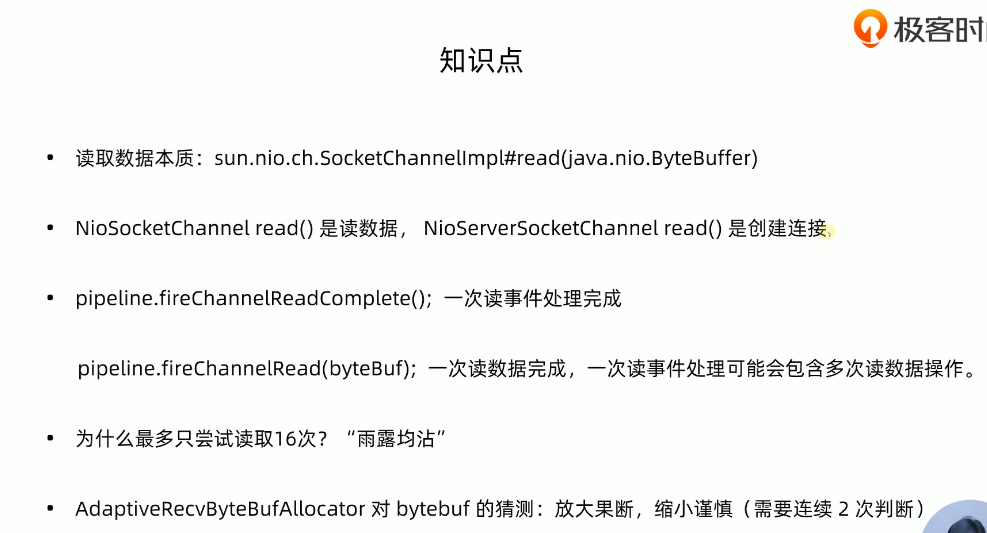 极客时
知识点
• 读取数据本质：sun.nio.ch.SocketChannelImpl#read(java.nio.ByteBuffer)
• NioSocketChannel read() 是读数据， NioServerSocketChannel read() 是创建连接
• pipeline.fireChannelReadComplete(); 一次读事件处理完成
pipeline.fireChannelRead(byteBuf); 一次读数据完成，一次读事件处理可能会包含多次读数据操作。
• 为什么最多只尝试读取16次？“雨露均沾”
• AdaptiveRecvByteBufAllocator 对 bytebuf 的猜测：放大果断，缩小谨慎（需要连续 2 次判断）